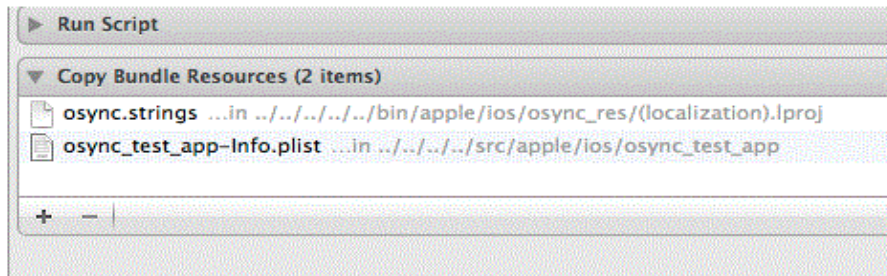 Run Script
Copy Bundle Resources (2 items)
osync.strings ...in ../../../../../bin/apple/ios/osync_res/(localization).lproj
osync_test_app-Info.plist ...in ../../../../src/apple/ios/osync_test_app